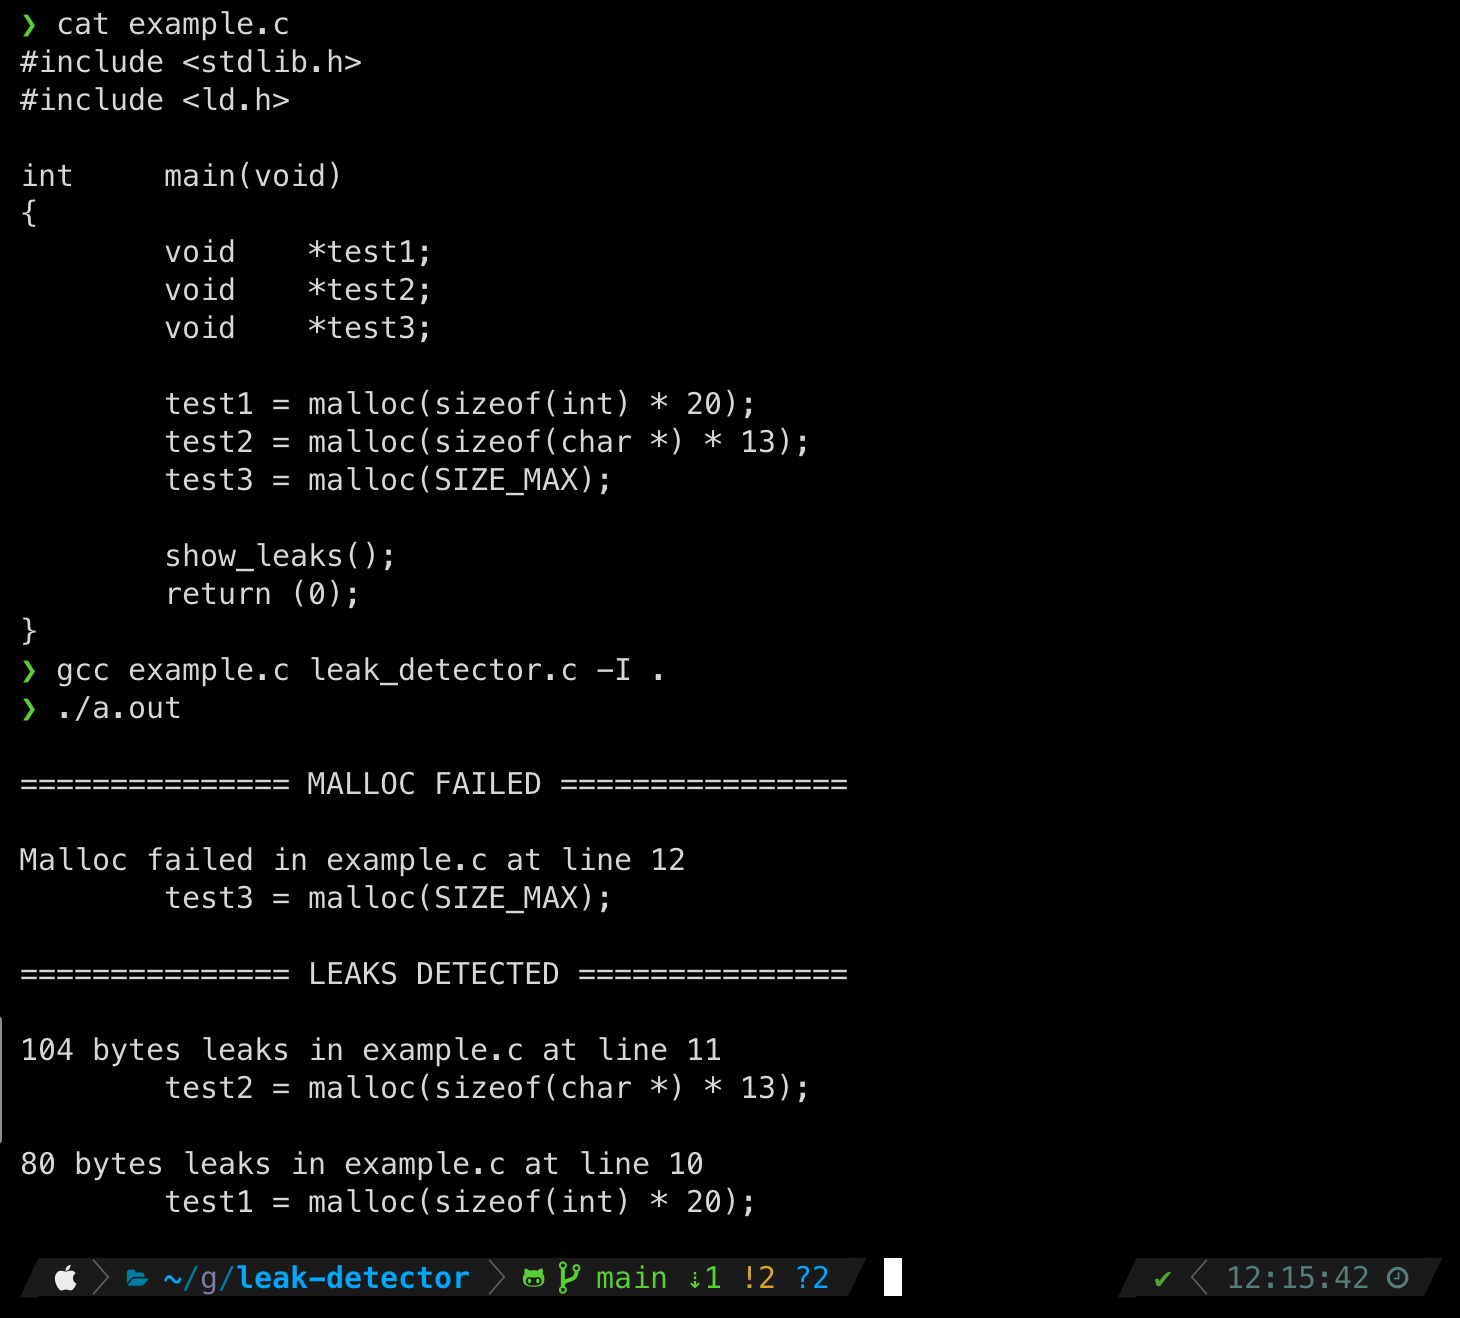 ❯ cat example.c
#include <stdlib.h>
#include <ld.h>

int     main(void)
{
        void    *test1;
        void    *test2;
        void    *test3;

        test1 = malloc(sizeof(int) * 20);
        test2 = malloc(sizeof(char *) * 13);
        test3 = malloc(SIZE_MAX);

        show_leaks();
        return (0);
}
❯ gcc example.c leak_detector.c -I .
❯ ./a.out

=============== MALLOC FAILED ================

Malloc failed in example.c at line 12
        test3 = malloc(SIZE_MAX);

=============== LEAKS DETECTED ===============

104 bytes leaks in example.c at line 11
        test2 = malloc(sizeof(char *) * 13);

80 bytes leaks in example.c at line 10
        test1 = malloc(sizeof(int) * 20);

~/g/leak-detector main ⇣1 !2 ?2 ✔ 12:15:42